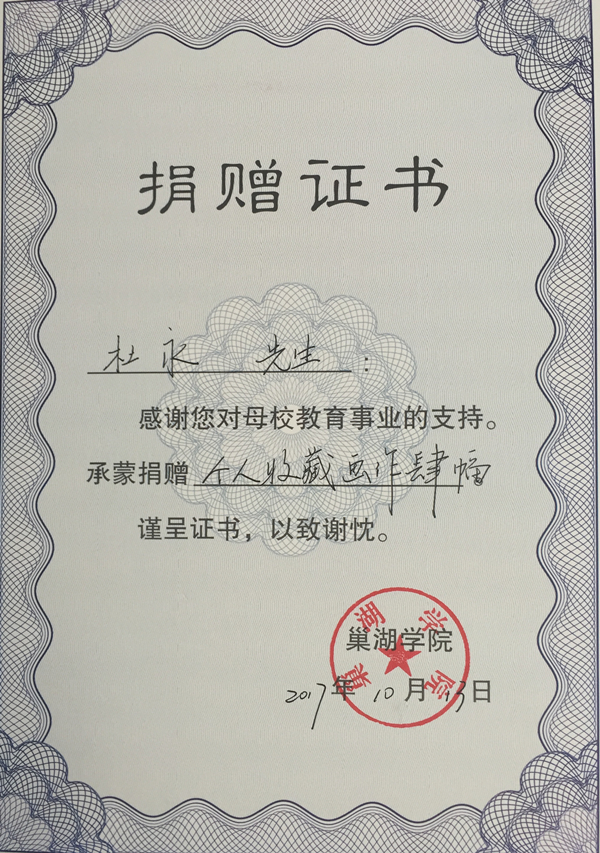 捐赠证书
杜永 先生：
感谢您对母校教育事业的支持。
承蒙捐赠 个人收藏画作肆幅。
谨呈证书，以致谢忱。
巢湖学院
巢湖学院
2017年10月13日